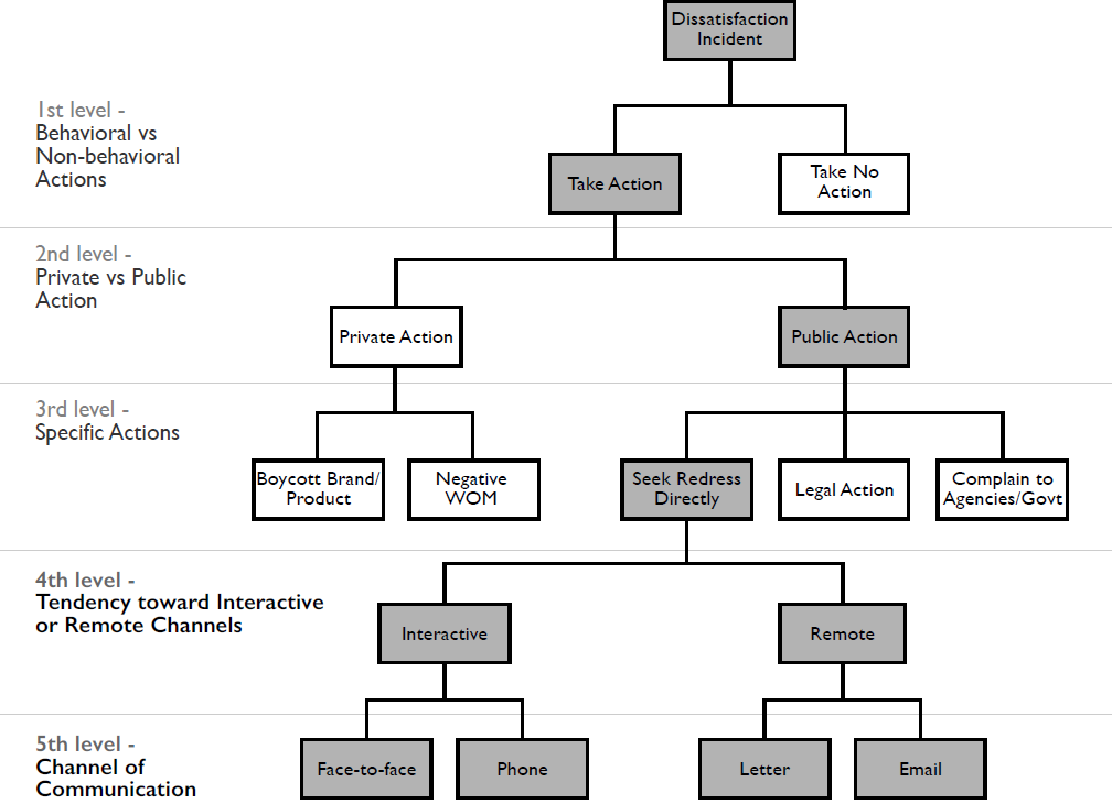 Dissatisfaction
Incident
1st level -
Behavioral vs
Non-behavioral
Actions
Take Action
Take No
Action
2nd level -
Private vs Public
Action
Private Action
Public Action
3rd level -
Specific Actions
Boycott Brand/
Product
Negative
WOM
Seek Redress
Directly
Legal Action
Complain to
Agencies/Govt
4th level -
Tendency toward Interactive
or Remote Channels
Interactive
Remote
5th level -
Channel of
Communication
Face-to-face
Phone
Letter
Email